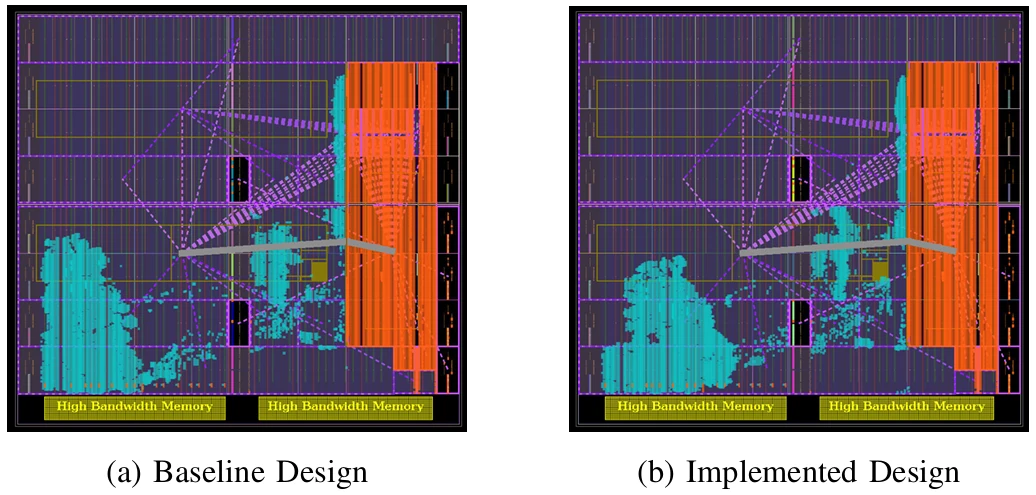 High Bandwidth Memory High Bandwidth Memory
High Bandwidth Memory High Bandwidth Memory
(a) Baseline Design
(b) Implemented Design